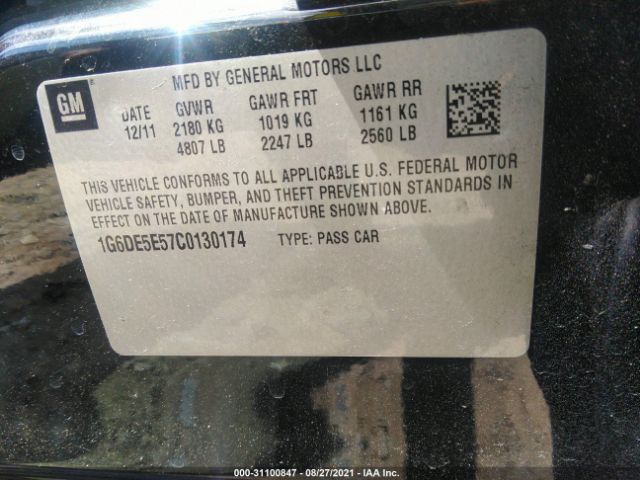 GM
MFD BY GENERAL MOTORS LLC
DATE GVWR GAWR FRT GAWR RR
12/11 2180 KG 1019 KG 1161 KG
4807 LB 2247 LB 2560 LB
THIS VEHICLE CONFORMS TO ALL APPLICABLE U.S. FEDERAL MOTOR
VEHICLE SAFETY, BUMPER, AND THEFT PREVENTION STANDARDS IN
EFFECT ON THE DATE OF MANUFACTURE SHOWN ABOVE.
1G6DE5E57C0130174 TYPE: PASS CAR
000-31100847 - 08/27/2021 - IAA Inc.